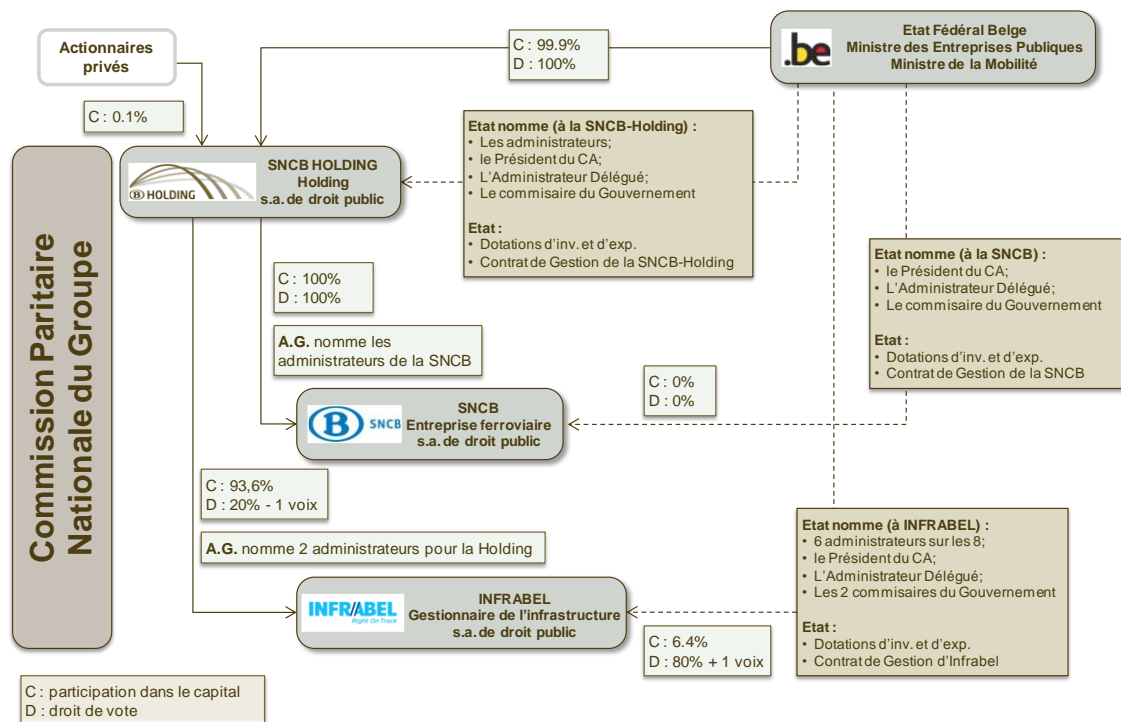 Actionnaires
privés
C : 99.9%
D : 100%
.be
Etat Fédéral Belge
Ministre des Entreprises Publiques
Ministre de la Mobilité
C : 0.1%
Etat nomme (à la SNCB-Holding) :
• Les administrateurs;
• le Président du CA;
• L'Administrateur Délégué;
• Le commissaire du Gouvernement
Etat :
• Dotations d'inv. et d'exp.
• Contrat de Gestion de la SNCB-Holding
B HOLDING
SNCB HOLDING
Holding
s.a. de droit public
Commission Paritaire
Nationale du Groupe
Etat nomme (à la SNCB) :
• le Président du CA;
• L'Administrateur Délégué;
• Le commisaire du Gouvernement
Etat :
• Dotations d'inv. et d'exp.
• Contrat de Gestion de la SNCB
C : 100%
D : 100%
A.G. nomme les
administrateurs de la SNCB
C : 0%
D : 0%
B SNCB
SNCB
Entreprise ferroviaire
s.a. de droit public
C : 93,6%
D : 20% - 1 voix
A.G. nomme 2 administrateurs pour la Holding
Etat nomme (à INFRABEL) :
• 6 administrateurs sur les 8;
• le Président du CA;
• L'Administrateur Délégué;
• Les 2 commissaires du Gouvernement
Etat :
• Dotations d'inv. et d'exp.
• Contrat de Gestion d'Infrabel
INFRABEL
Right On Track
INFRABEL
Gestionnaire de l'infrastructure
s.a. de droit public
C : 6.4%
D : 80% + 1 voix
C : participation dans le capital
D : droit de vote